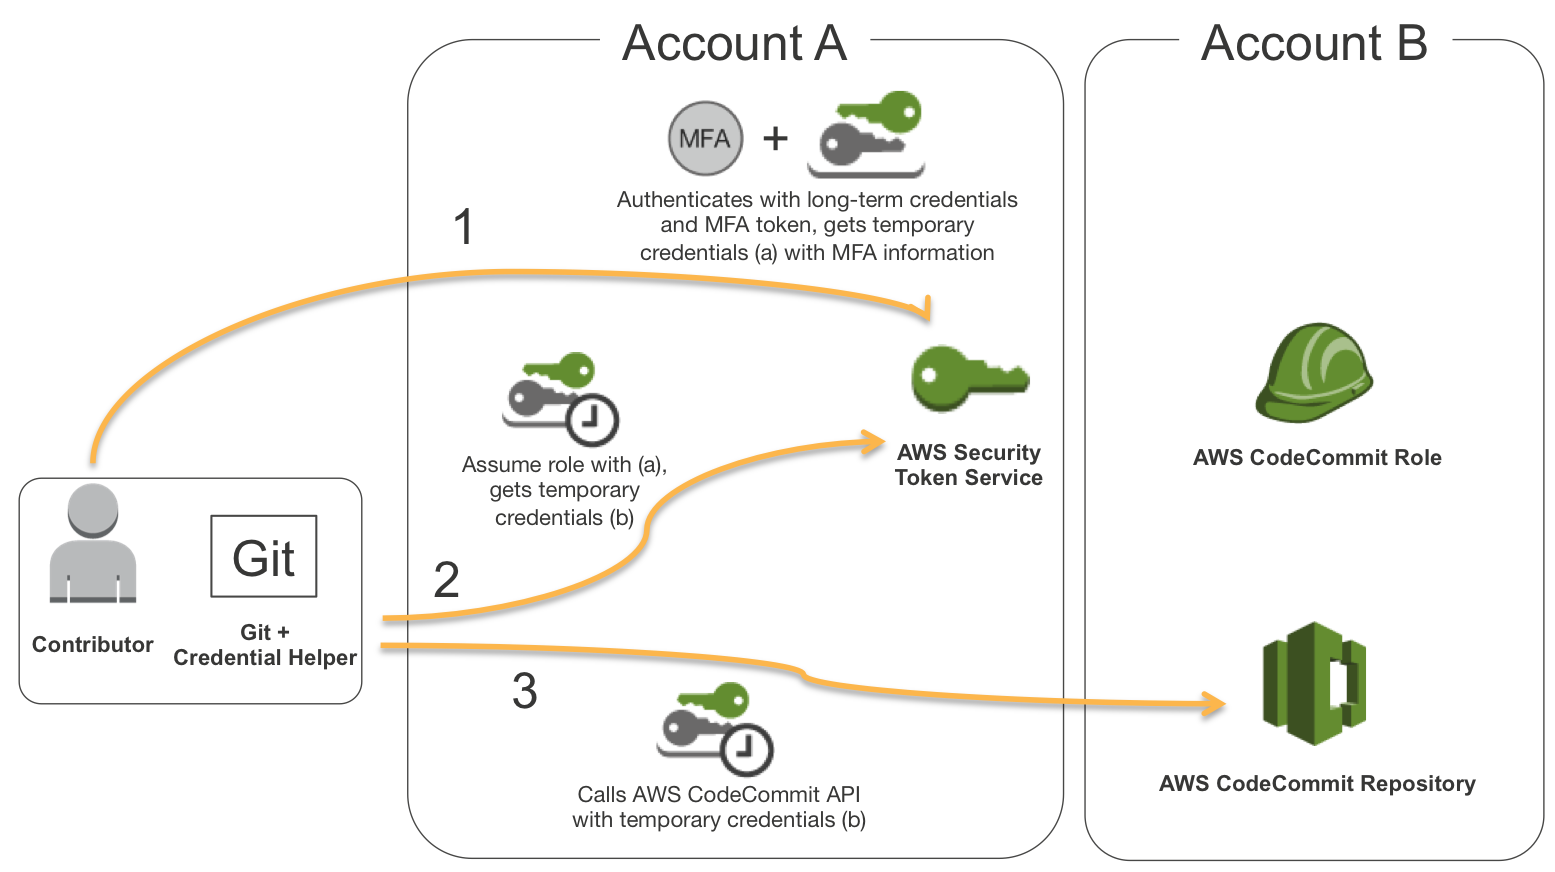 Account A
Account B
MFA
+
Authenticates with long-term credentials
and MFA token, gets temporary
credentials (a) with MFA information
1
Assume role with (a),
gets temporary
credentials (b)
AWS Security
Token Service
AWS CodeCommit Role
Git
Contributor
Git +
Credential Helper
2
3
Calls AWS CodeCommit API
with temporary credentials (b)
AWS CodeCommit Repository